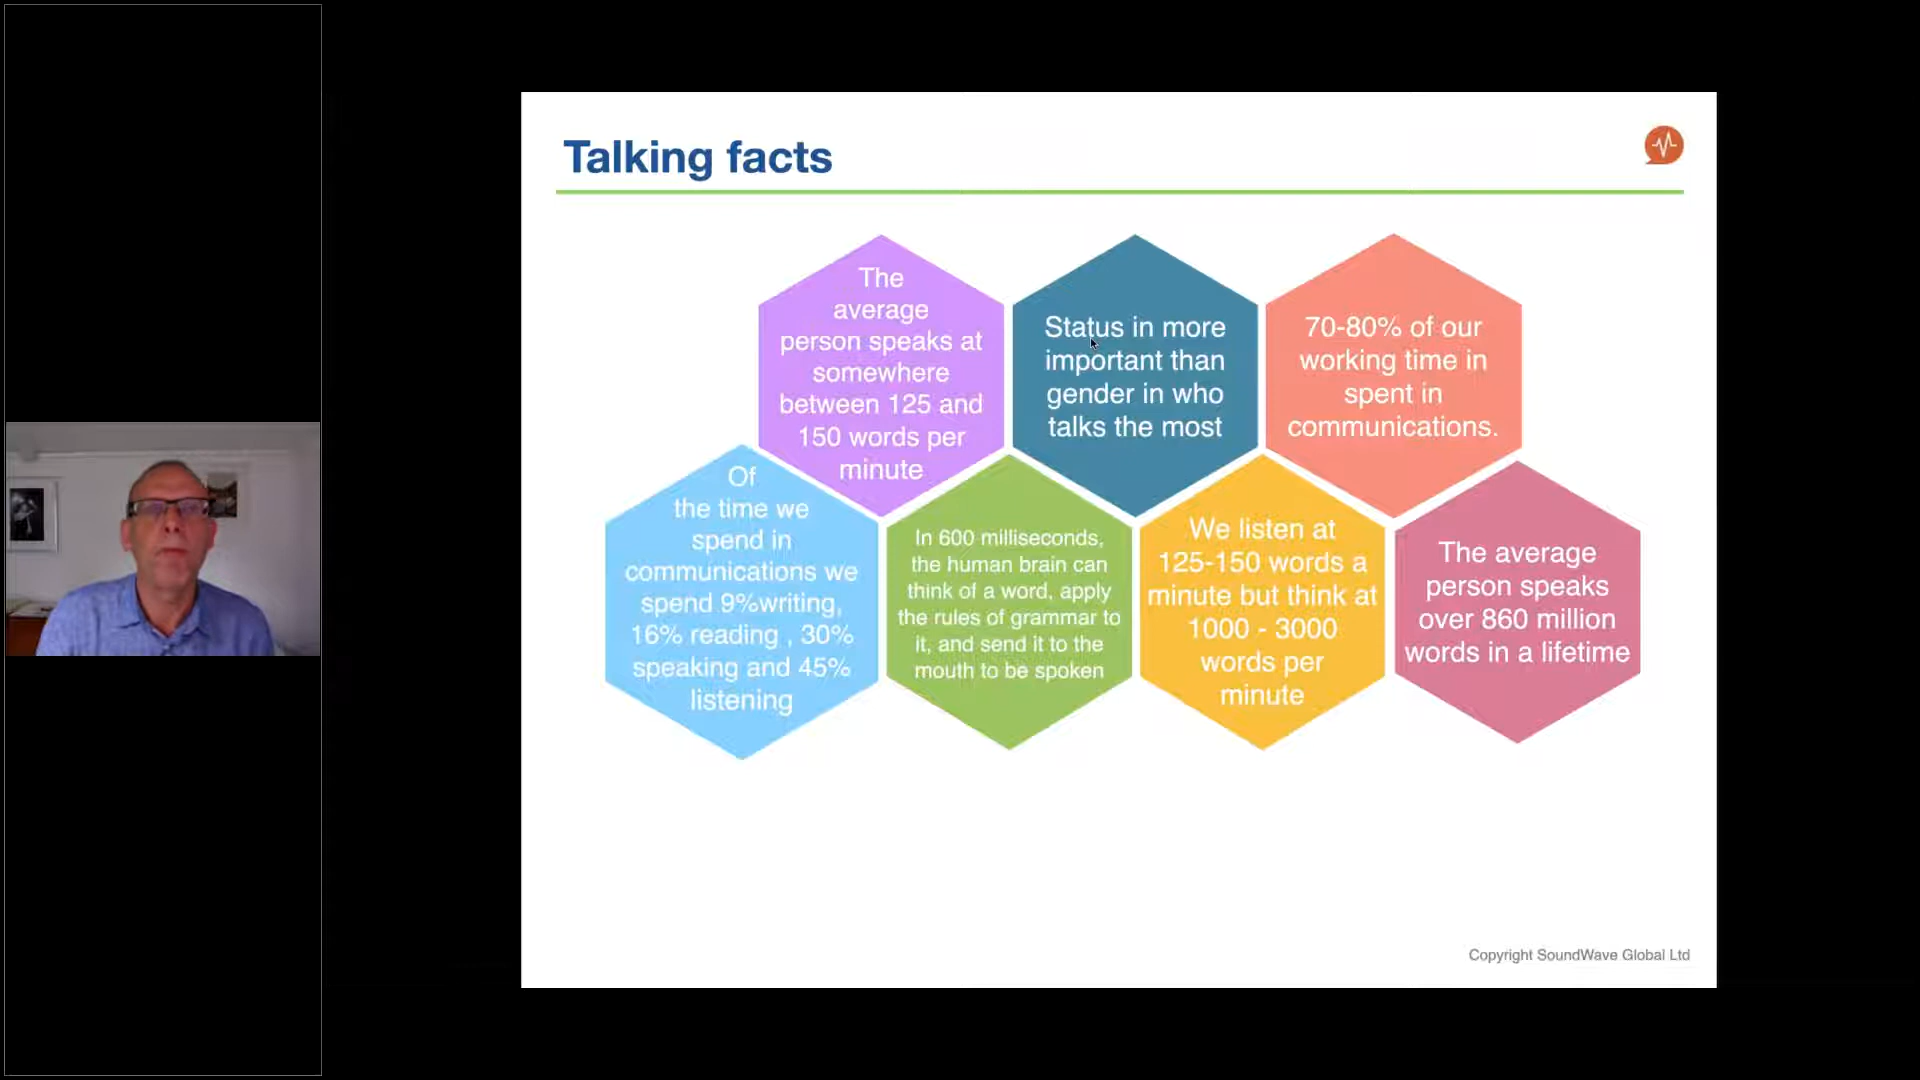 Talking facts
The
average
person speaks at
somewhere
between 125 and
150 words per
minute
Status in more
important than
gender in who
talks the most
70-80% of our
working time in
spent in
communications.
Of
the time we
spend in
communications we
spend 9%writing,
16% reading , 30%
speaking and 45%
listening
In 600 milliseconds,
the human brain can
think of a word, apply
the rules of grammar to
it, and send it to the
mouth to be spoken
We listen at
125-150 words a
minute but think at
1000 - 3000
words per
minute
The average
person speaks
over 860 million
words in a lifetime
Copyright SoundWave Global Ltd